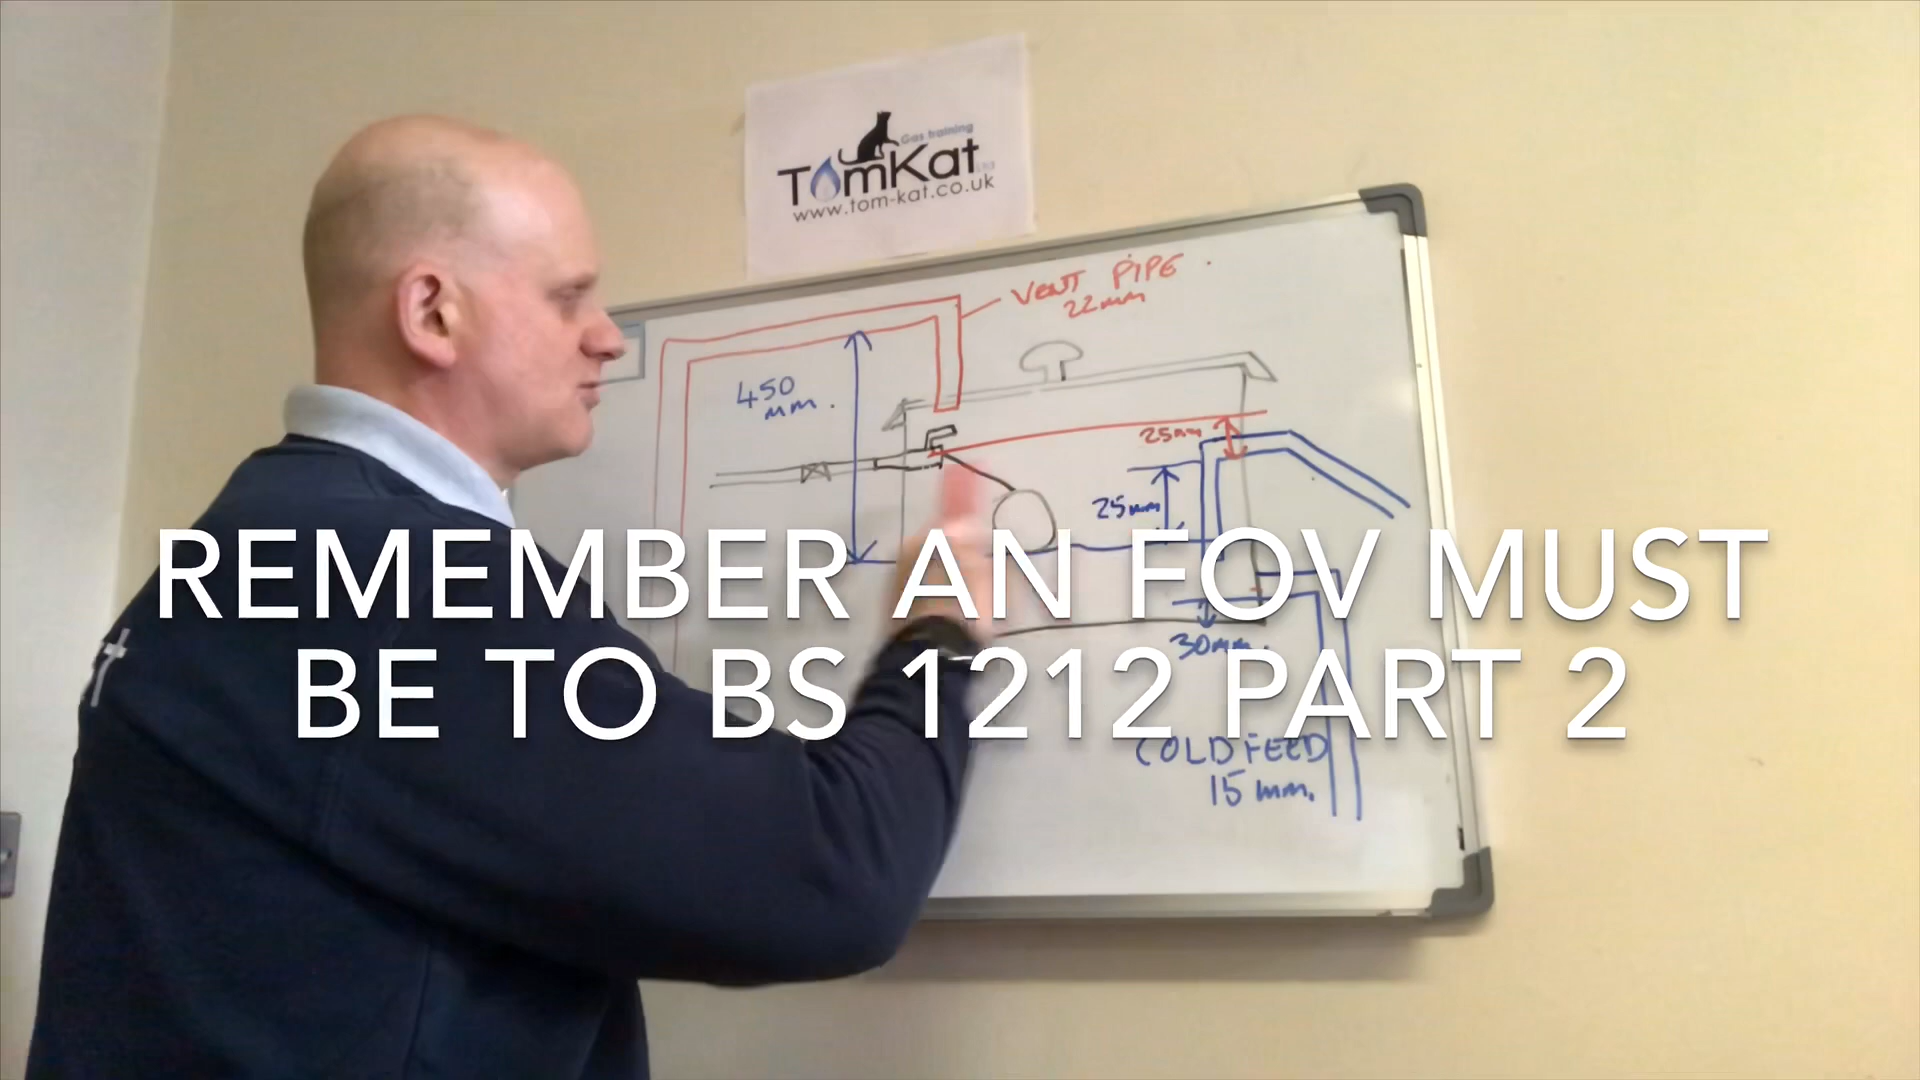 Gas training
TomKat Ltd
www.tom-kat.co.uk
VENT PIPE
22mm
450
mm.
25mm
25mm
REMEMBER AN FOV MUST
30mm.
BE TO BS 1212 PART 2
COLD FEED
15 mm.